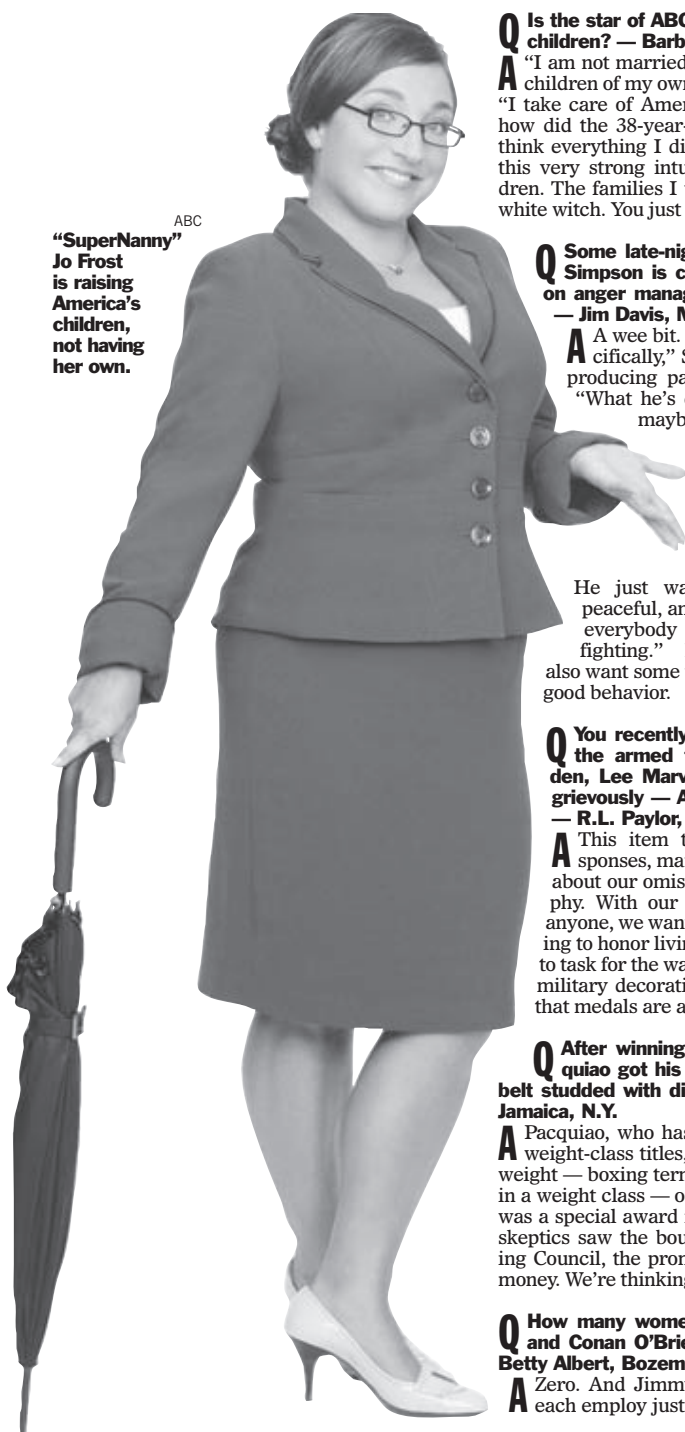 ABC
“SuperNanny”
Jo Frost
is raising
America’s
children,
not having
her own.
Q Is the star of ABC
children? — Barb
A “I am not married
children of my own
“I take care of Amer
how did the 38-year-
think everything I di
this very strong intu
dren. The families I
white witch. You just
Q Some late-nig
Simpson is c
on anger manag
— Jim Davis, M
A A wee bit.
cifically,” S
producing pa
“What he’s
mayb
He just wa
peaceful, an
everybody
fighting.”
also want some
good behavior.
Q You recently
the armed
den, Lee Marv
grievously — A
— R.L. Paylor,
A This item t
sponses, mar
about our omis
phy. With our
anyone, we wan
ing to honor livin
to task for the wa
military decorati
that medals are a
Q After winning
quiao got his
belt studded with di
Jamaica, N.Y.
A Pacquiao, who has
weight-class titles,
weight — boxing tern
in a weight class — o
was a special award
skeptics saw the bou
ing Council, the pron
money. We’re thinking
Q How many wome
and Conan O’Brie
Betty Albert, Bozem
A Zero. And Jimmy
each employ just